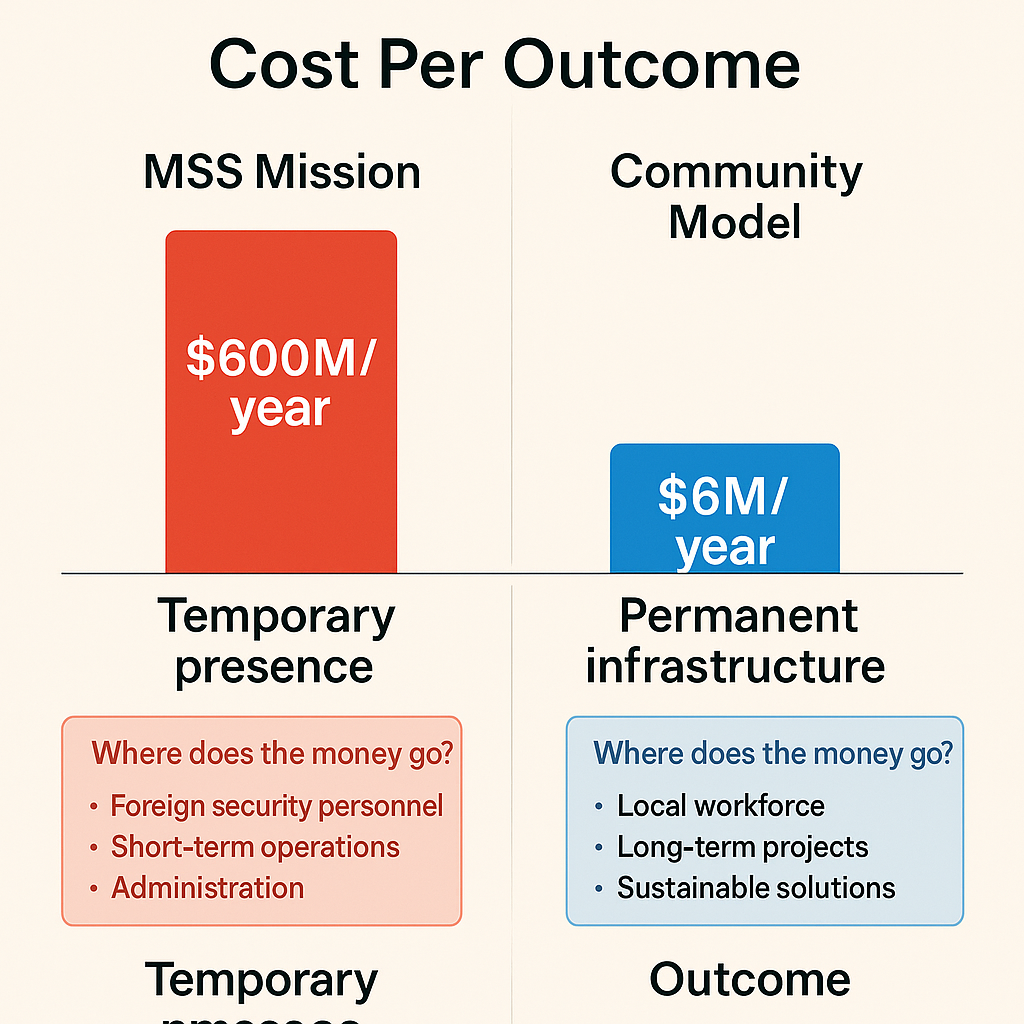 Cost Per Outcome
MSS Mission
$600M/
year
Temporary
presence
Where does the money go?
• Foreign security personnel
• Short-term operations
• Administration
Temporary
Community
Model
$6M/
year
Permanent
infrastructure
Where does the money go?
• Local workforce
• Long-term projects
• Sustainable solutions
Outcome